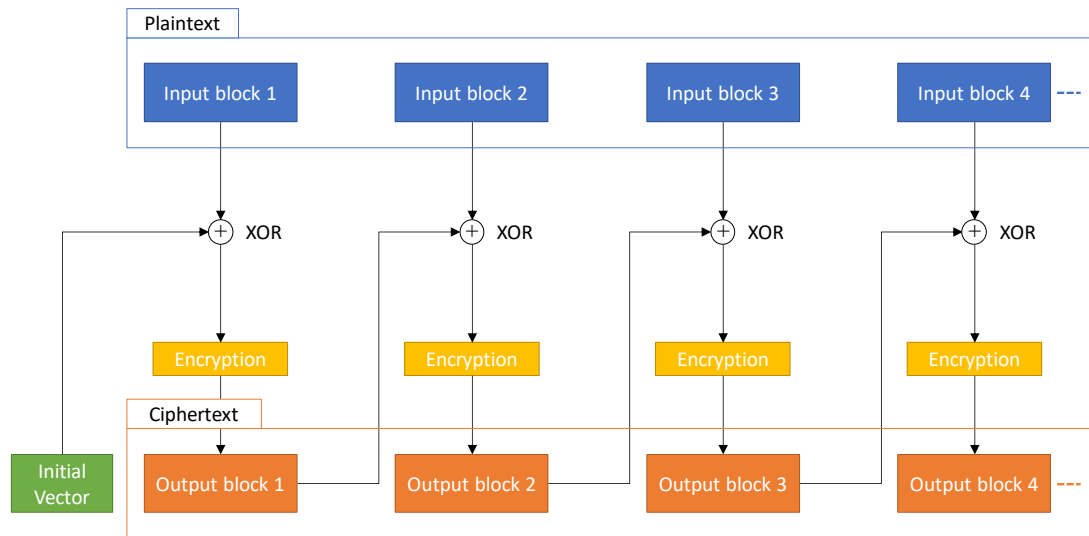 Plaintext
Input block 1
Input block 2
Input block 3
Input block 4
XOR
XOR
XOR
XOR
Encryption
Encryption
Encryption
Encryption
Ciphertext
Initial
Vector
Output block 1
Output block 2
Output block 3
Output block 4